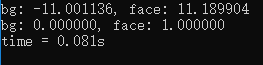 bg: -11.001136, face: 11.189904
bg: 0.000000, face: 1.000000
time = 0.081s